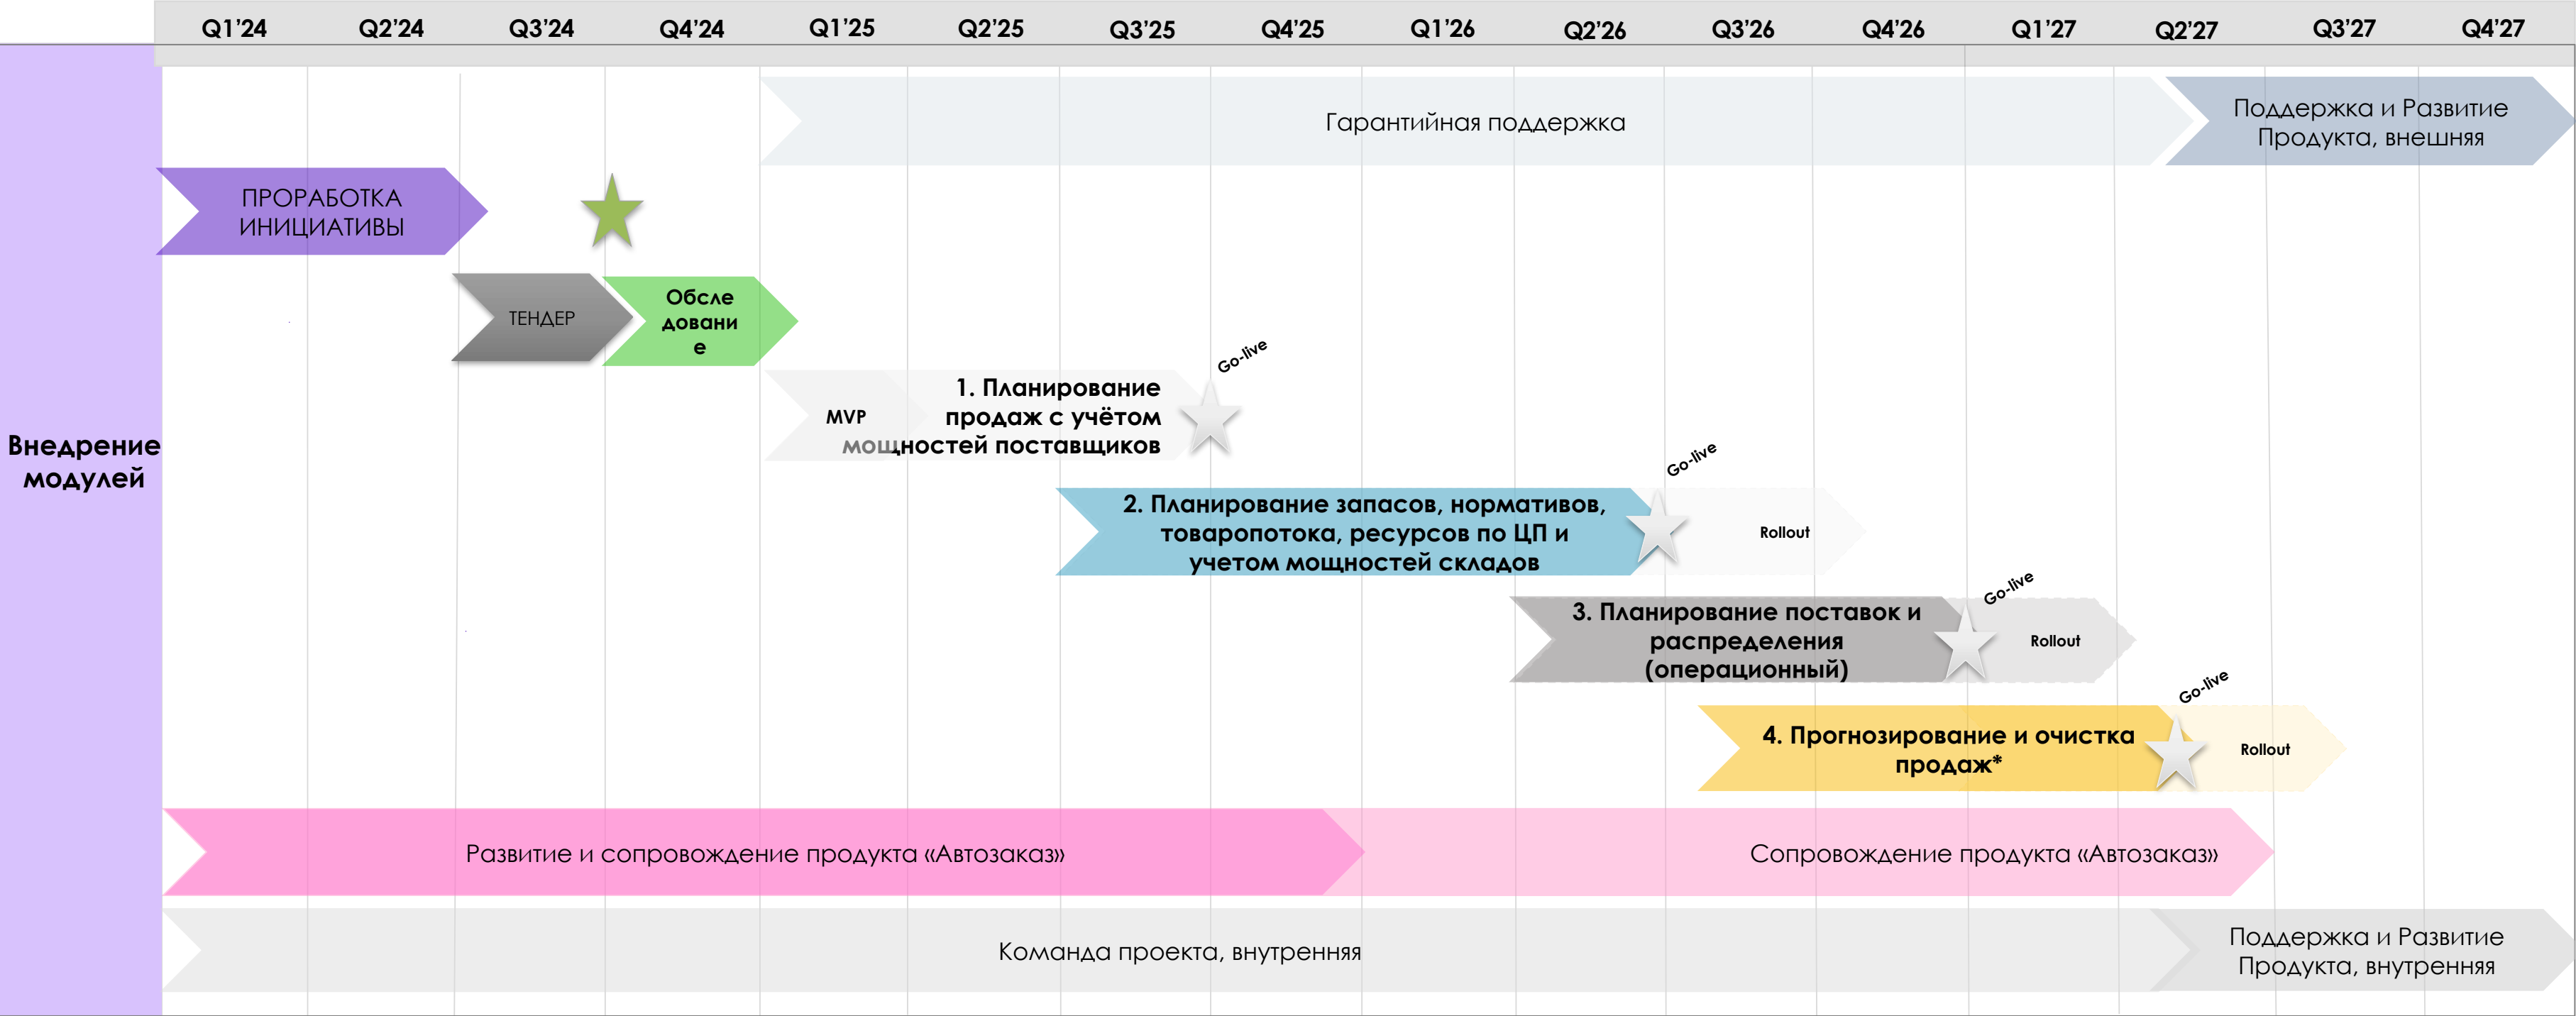 Q1’24 Q2’24 Q3’24 Q4’24 Q1’25 Q2’25 Q3’25 Q4’25 Q1’26 Q2’26 Q3’26 Q4’26 Q1’27 Q2’27 Q3’27 Q4’27
Гарантийная поддержка
Поддержка и Развитие
Продукта, внешняя
ПРОРАБОТКА
ИНИЦИАТИВЫ
ТЕНДЕР
Обсле
довани
е
Go-live
MVP
1. Планирование
продаж с учётом
мощностей поставщиков
Внедрение
модулей
Go-live
2. Планирование запасов, нормативов,
товаропотока, ресурсов по ЦП и
учетом мощностей складов
Rollout
Go-live
3. Планирование поставок и
распределения
(операционный)
Rollout
Go-live
4. Прогнозирование и очистка
продаж*
Rollout
Развитие и сопровождение продукта «Автозаказ»
Сопровождение продукта «Автозаказ»
Команда проекта, внутренняя
Поддержка и Развитие
Продукта, внутренняя